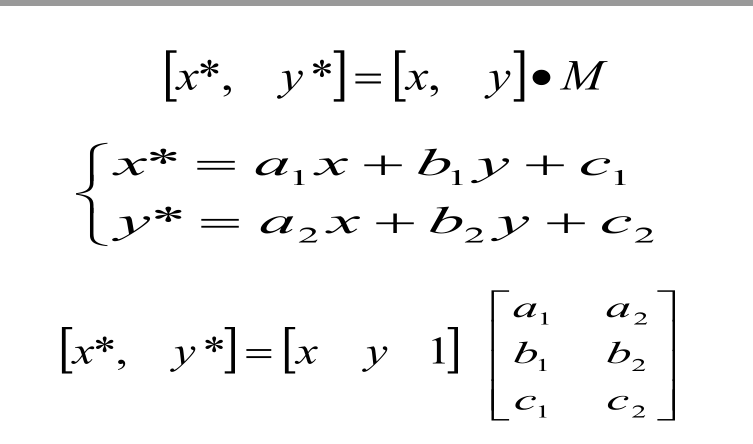 [x*, y*]=[x, y]•M
{ x* = a₁x + b₁y + c₁
y* = a₂x + b₂y + c₂
[x*, y*]=[x y 1] [ a₁ a₂
b₁ b₂
c₁ c₂ ]